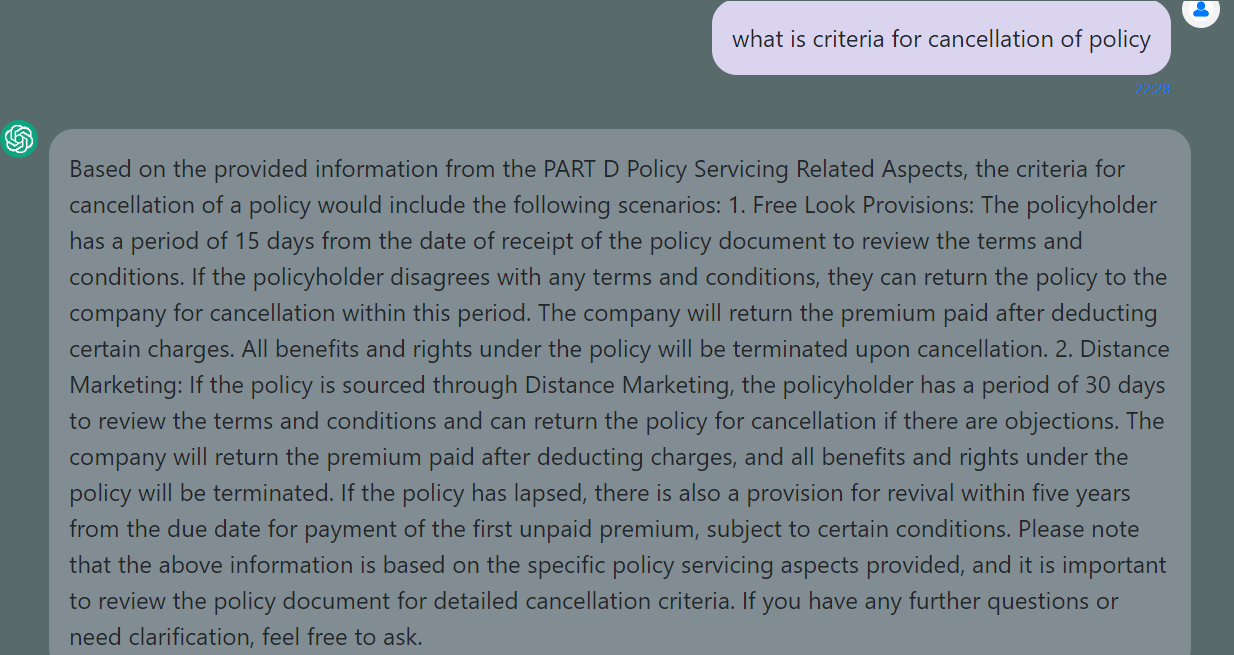 what is criteria for cancellation of policy
22:28
Based on the provided information from the PART D Policy Servicing Related Aspects, the criteria for
cancellation of a policy would include the following scenarios: 1. Free Look Provisions: The policyholder
has a period of 15 days from the date of receipt of the policy document to review the terms and
conditions. If the policyholder disagrees with any terms and conditions, they can return the policy to the
company for cancellation within this period. The company will return the premium paid after deducting
certain charges. All benefits and rights under the policy will be terminated upon cancellation. 2. Distance
Marketing: If the policy is sourced through Distance Marketing, the policyholder has a period of 30 days
to review the terms and conditions and can return the policy for cancellation if there are objections. The
company will return the premium paid after deducting charges, and all benefits and rights under the
policy will be terminated. If the policy has lapsed, there is also a provision for revival within five years
from the due date for payment of the first unpaid premium, subject to certain conditions. Please note
that the above information is based on the specific policy servicing aspects provided, and it is important
to review the policy document for detailed cancellation criteria. If you have any further questions or
need clarification, feel free to ask.